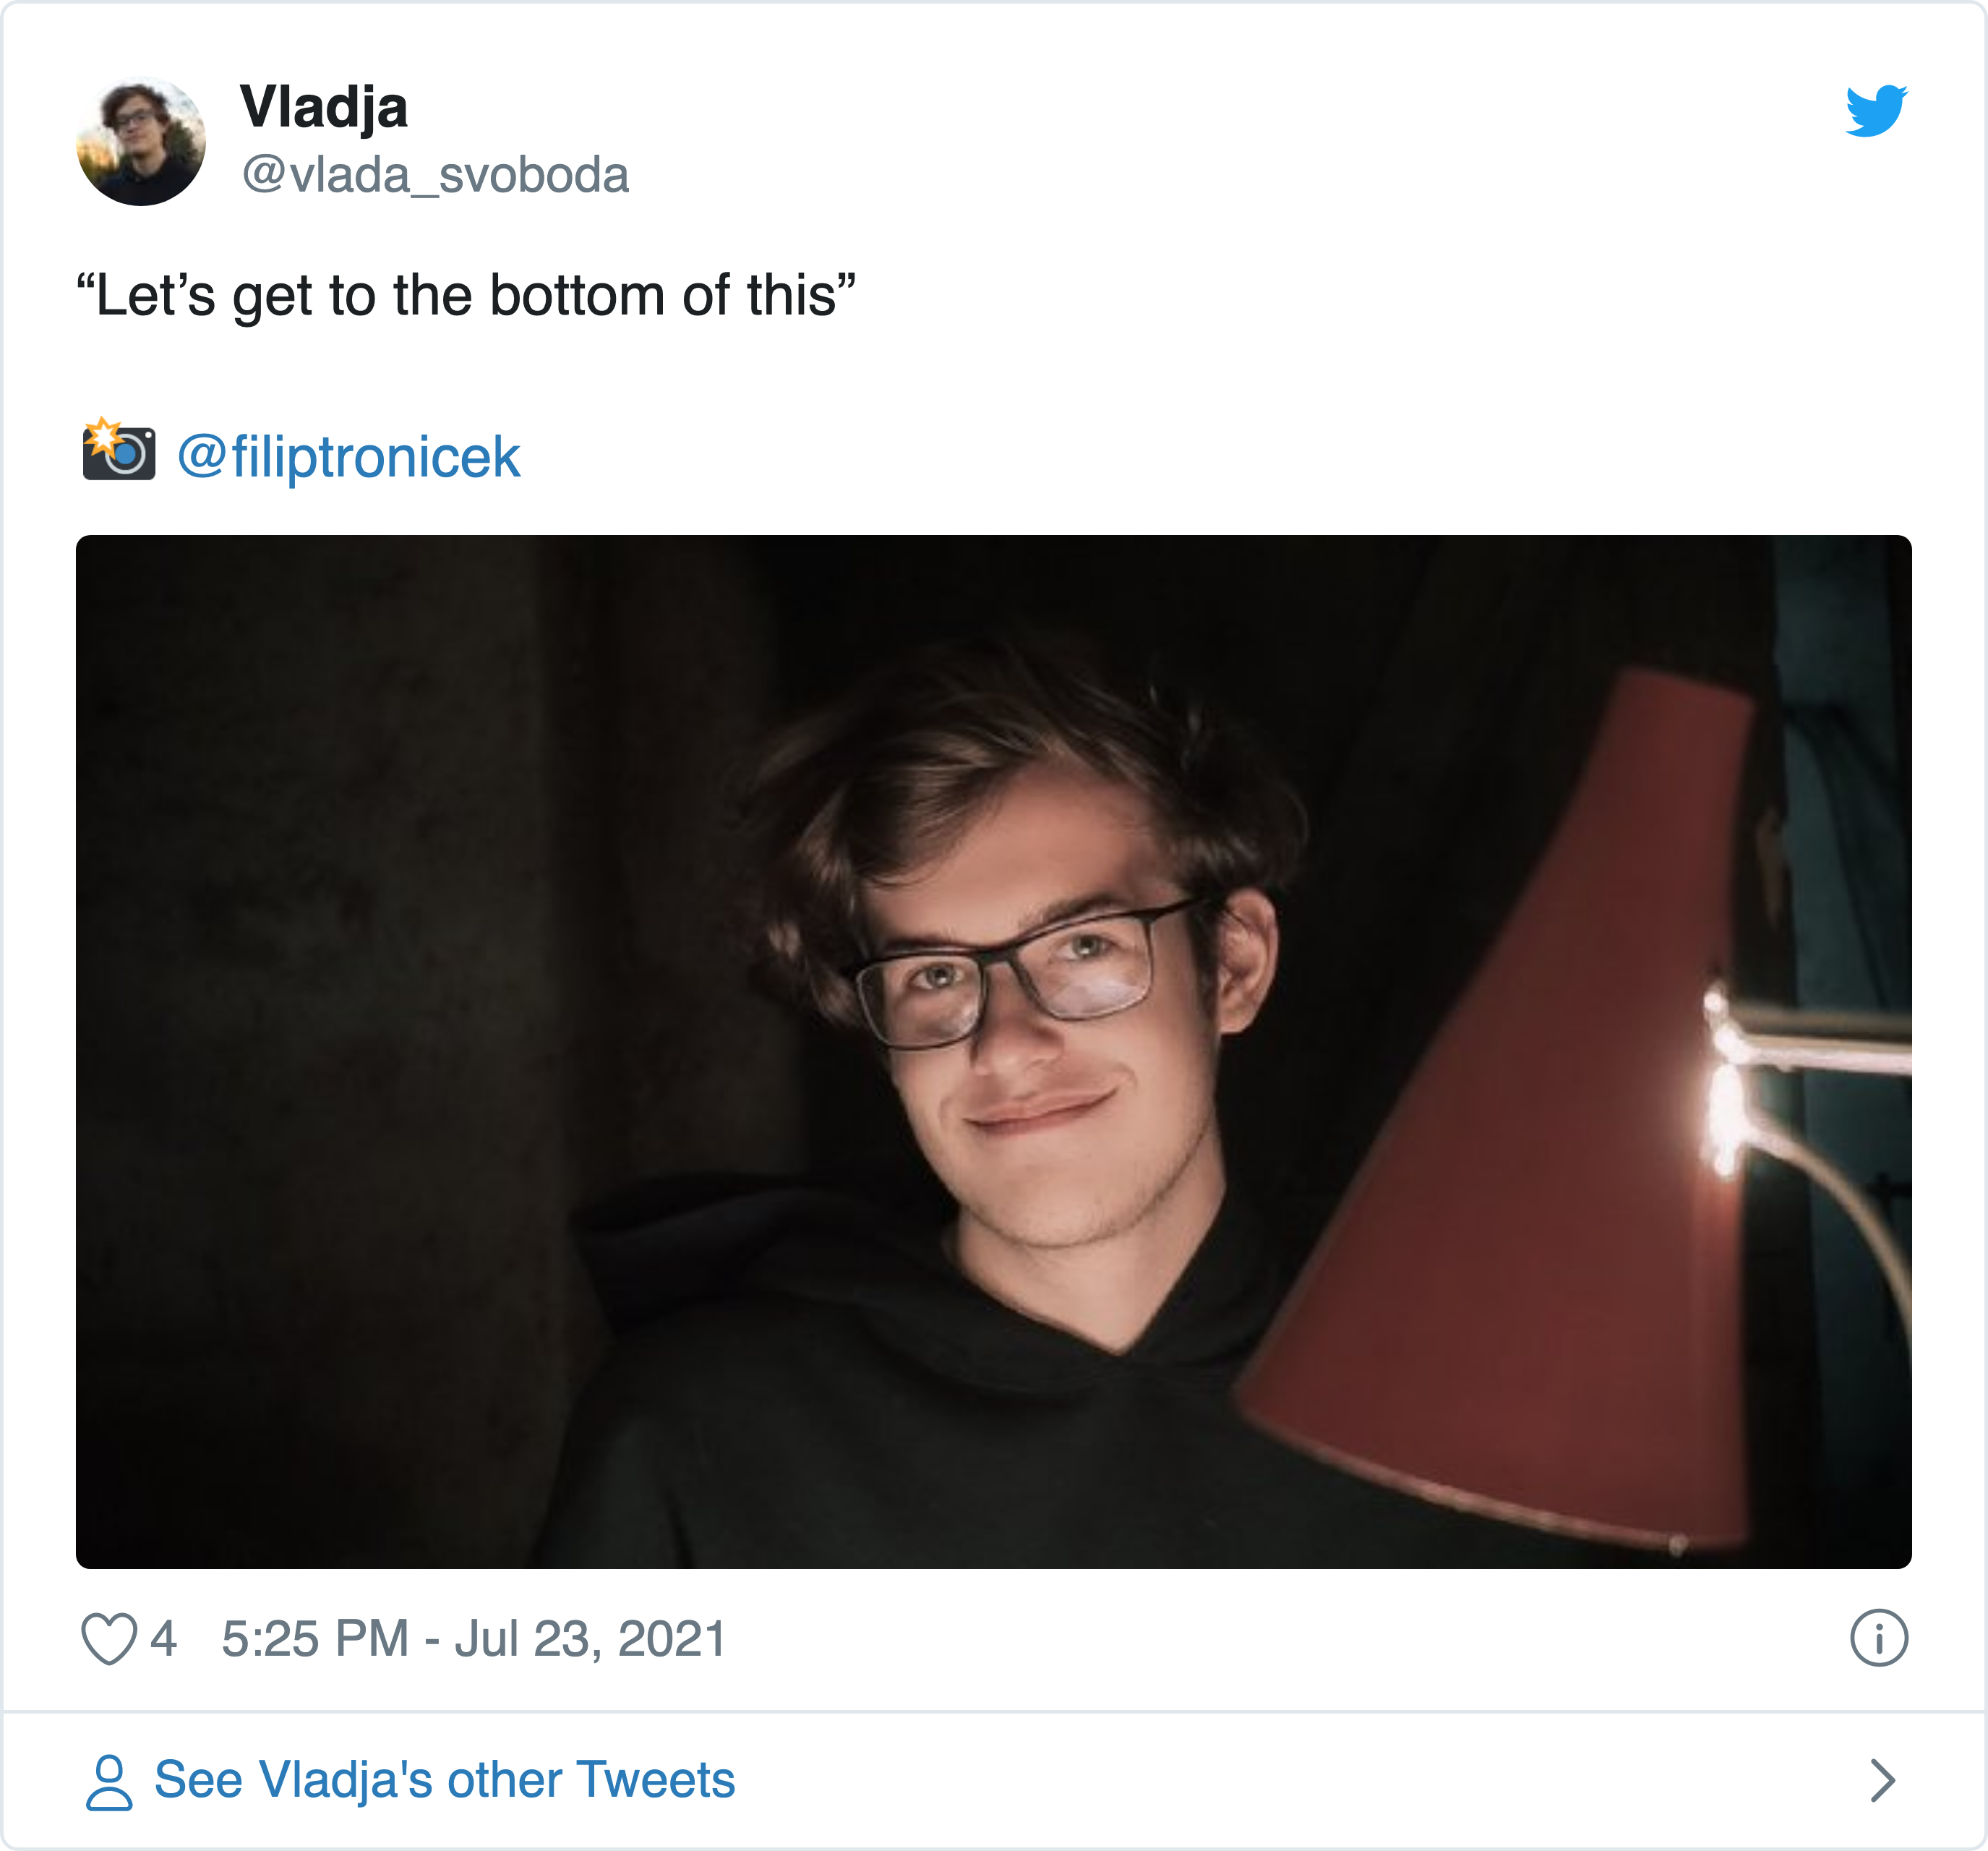 Vladja
@vlada_svoboda
“Let’s get to the bottom of this”
@filiptronicek
4 5:25 PM - Jul 23, 2021
See Vladja's other Tweets